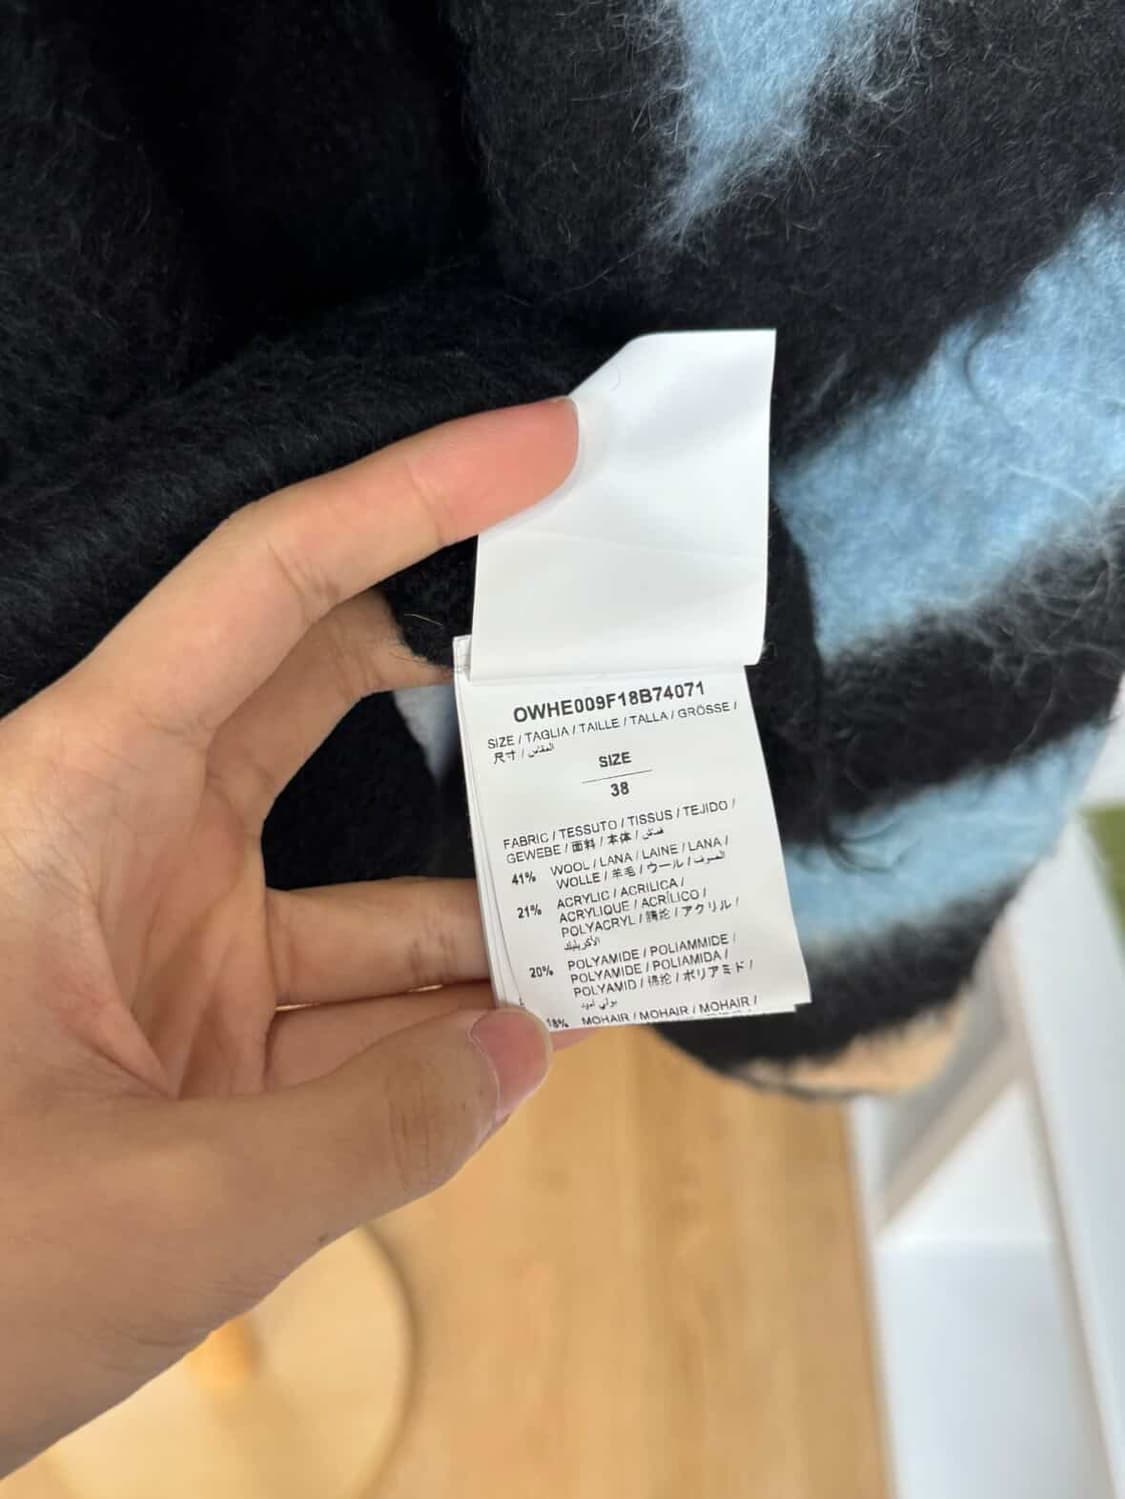 OWHE009F18B74071
SIZE / TAGLIA / TAILLE / TALLA / GRÖSSE /
尺寸 / المقاس
SIZE
38
FABRIC / TESSUTO / TISSUS / TEJIDO /
GEWEBE / 面料 / 本体 /
41% WOOL / LANA / LAINE / LANA /
WOLLE / 羊毛 / ウール / الصوف
21% ACRYLIC / ACRILICA /
ACRYLIQUE / ACRÍLICO /
POLYACRYL / 腈纶 / アクリル /
الأكريليك
20% POLYAMIDE / POLIAMMIDE /
POLYAMIDE / POLIAMIDA /
POLYAMID / 锦纶 / ポリアミド /
بولي أميد
18% MOHAIR / MOHAIR / MOHAIR /